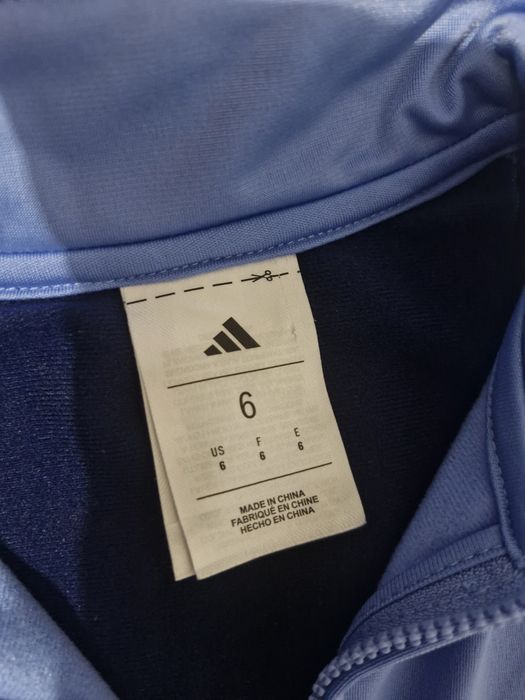 6
US F E
6 6 6
MADE IN CHINA
FABRIQUÉ EN CHINE
HECHO EN CHINA